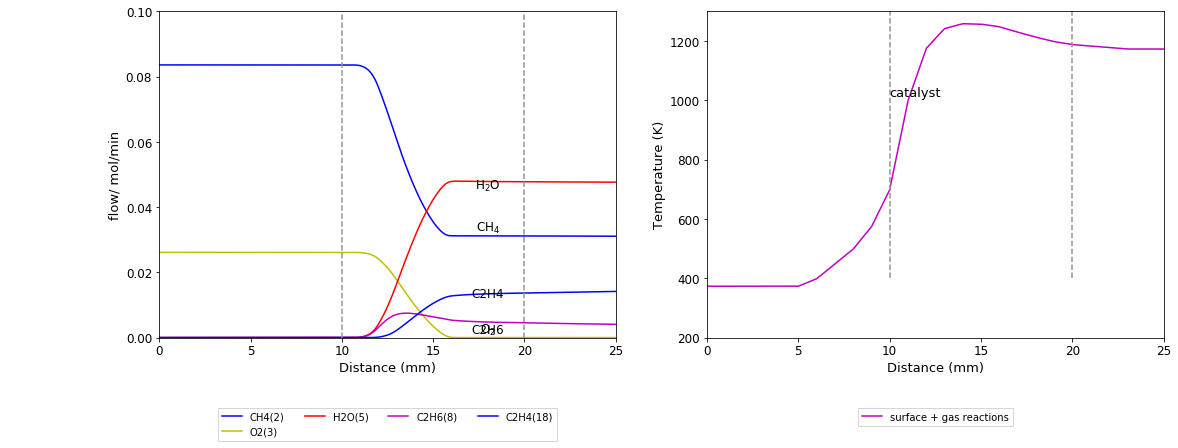 0.10
0.08
0.06
0.04
0.02
0.00
flow/ mol/min
H₂O
CH₄
C2H4
C2H6
O₂
0 5 10 15 20 25
Distance (mm)
CH4(2) H2O(5) C2H6(8) C2H4(18)
O2(3)
1200
1000
800
600
400
200
Temperature (K)
catalyst
0 5 10 15 20 25
Distance (mm)
surface + gas reactions